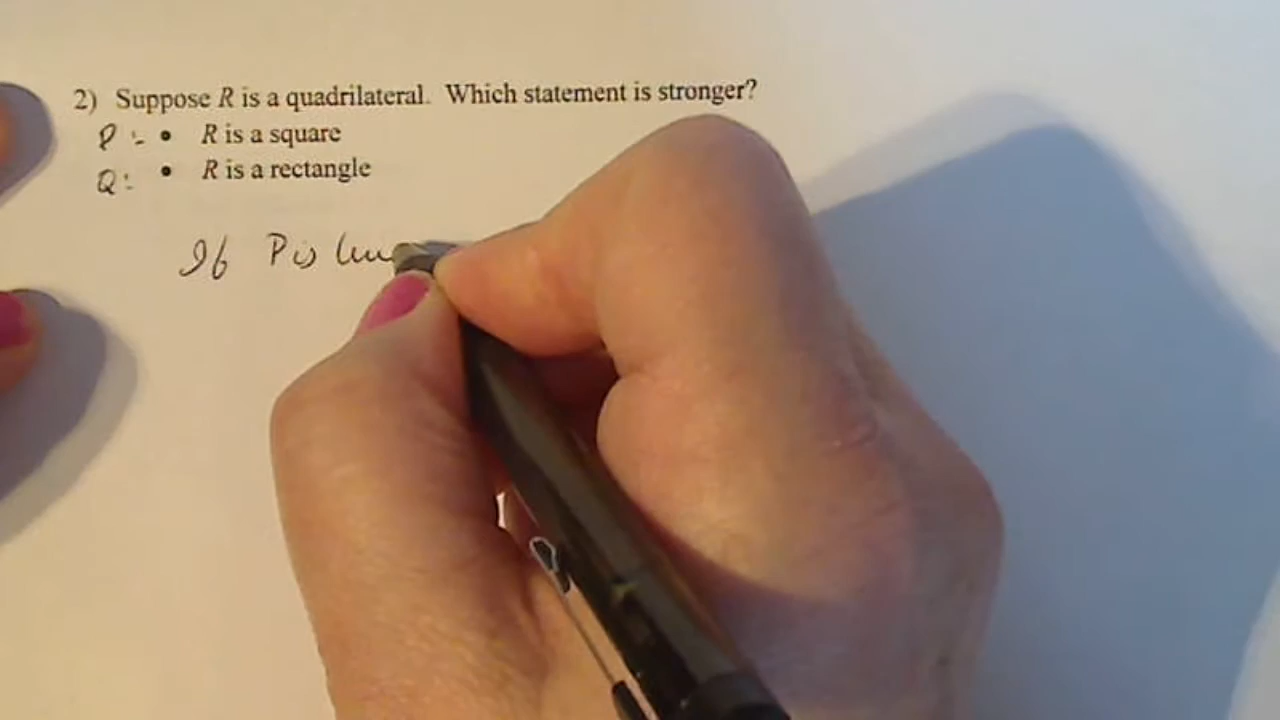 2) Suppose R is a quadrilateral. Which statement is stronger?
P: • R is a square
Q: • R is a rectangle
If P is